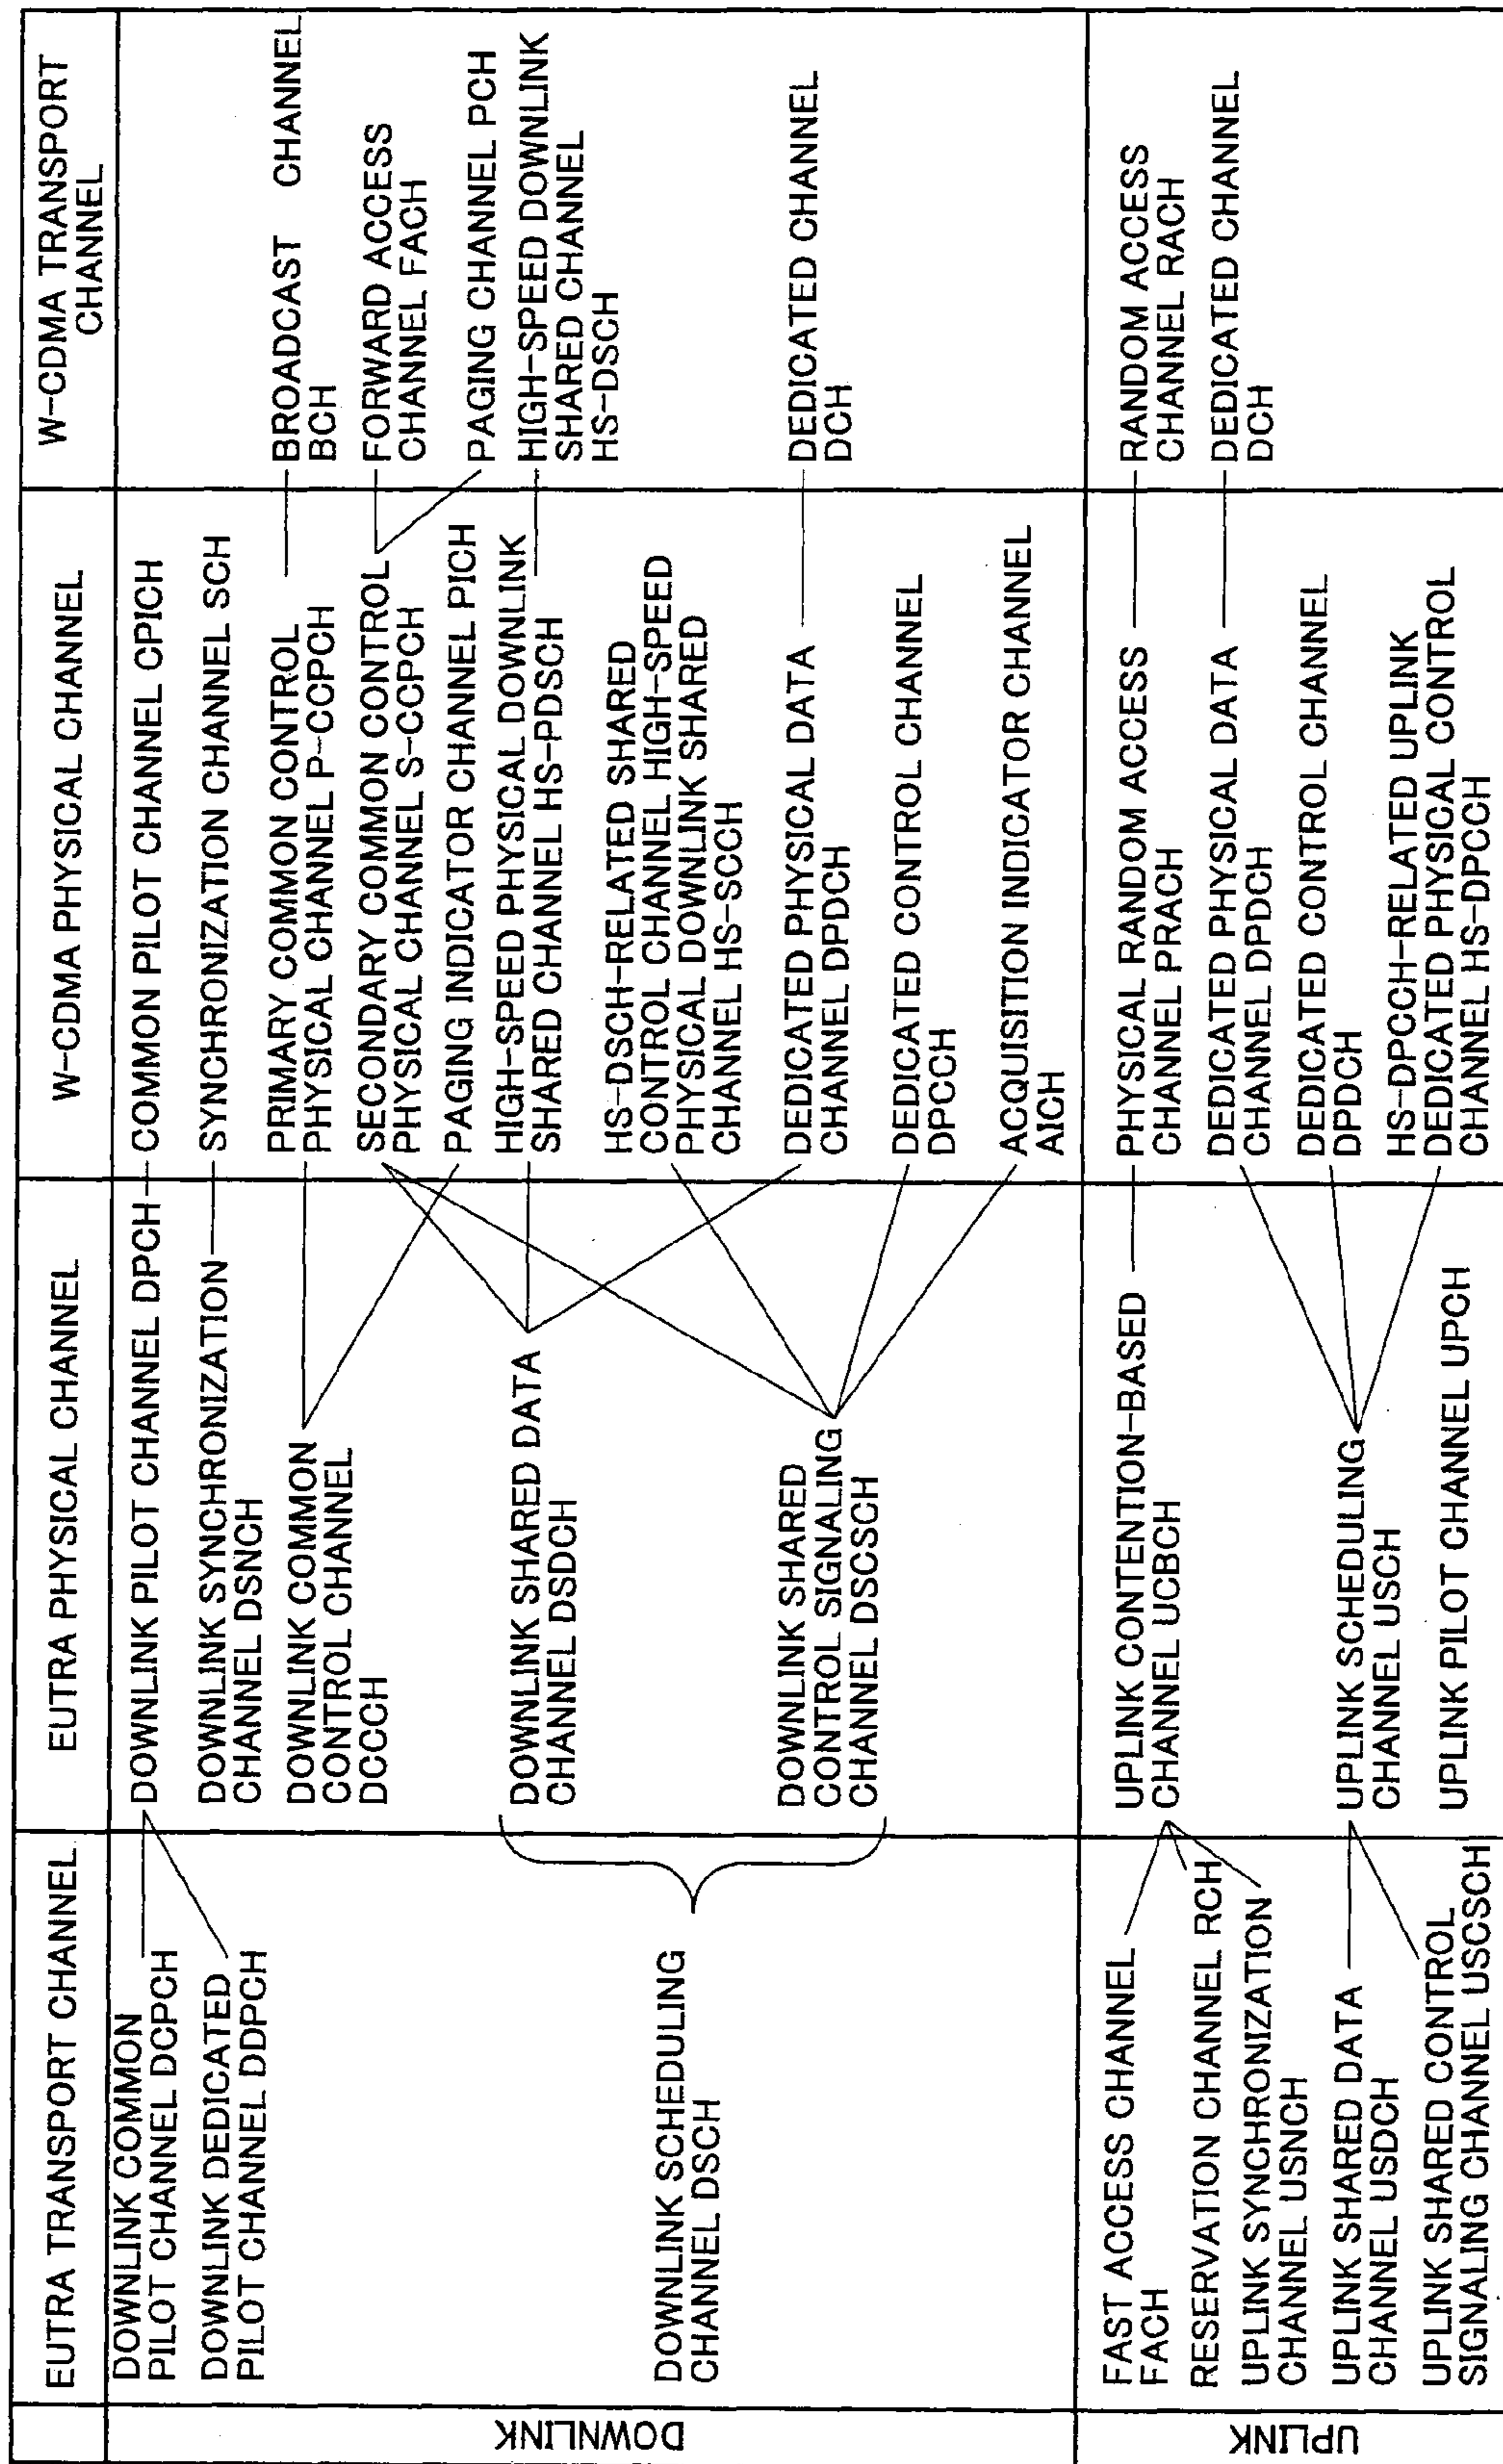 EUTRA TRANSPORT CHANNEL
EUTRA PHYSICAL CHANNEL
W-CDMA PHYSICAL CHANNEL
W-CDMA TRANSPORT
CHANNEL
DOWNLINK
DOWNLINK COMMON
PILOT CHANNEL DCPCH
DOWNLINK DEDICATED
PILOT CHANNEL DDPCH
DOWNLINK SCHEDULING
CHANNEL DSCH
DOWNLINK PILOT CHANNEL DPCH
DOWNLINK SYNCHRONIZATION
CHANNEL DSNCH
DOWNLINK COMMON
CONTROL CHANNEL
DCCCH
DOWNLINK SHARED DATA
CHANNEL DSDCH
DOWNLINK SHARED
CONTROL SIGNALING
CHANNEL DSCSCH
COMMON PILOT CHANNEL CPICH
SYNCHRONIZATION CHANNEL SCH
PRIMARY COMMON CONTROL
PHYSICAL CHANNEL P-CCPCH
SECONDARY COMMON CONTROL
PHYSICAL CHANNEL S-CCPCH
PAGING INDICATOR CHANNEL PICH
HIGH-SPEED PHYSICAL DOWNLINK
SHARED CHANNEL HS-PDSCH
HS-DSCH-RELATED SHARED
CONTROL CHANNEL HIGH-SPEED
PHYSICAL DOWNLINK SHARED
CHANNEL HS-SCCH
DEDICATED PHYSICAL DATA
CHANNEL DPDCH
DEDICATED CONTROL CHANNEL
DPCCH
ACQUISITION INDICATOR CHANNEL
AICH
BROADCAST CHANNEL
BCH
FORWARD ACCESS
CHANNEL FACH
PAGING CHANNEL PCH
HIGH-SPEED DOWNLINK
SHARED CHANNEL
HS-DSCH
DEDICATED CHANNEL
DCH
UPLINK
FAST ACCESS CHANNEL
FACH
RESERVATION CHANNEL RCH
UPLINK SYNCHRONIZATION
CHANNEL USNCH
UPLINK SHARED DATA
CHANNEL USDCH
UPLINK SHARED CONTROL
SIGNALING CHANNEL USCSCH
UPLINK CONTENTION-BASED
CHANNEL UCBCH
UPLINK SCHEDULING
CHANNEL USCH
UPLINK PILOT CHANNEL UPCH
PHYSICAL RANDOM ACCESS
CHANNEL PRACH
DEDICATED PHYSICAL DATA
CHANNEL DPDCH
DEDICATED CONTROL CHANNEL
DPDCH
HS-DPCCH-RELATED UPLINK
DEDICATED PHYSICAL CONTROL
CHANNEL HS-DPCCH
RANDOM ACCESS
CHANNEL RACH
DEDICATED CHANNEL
DCH